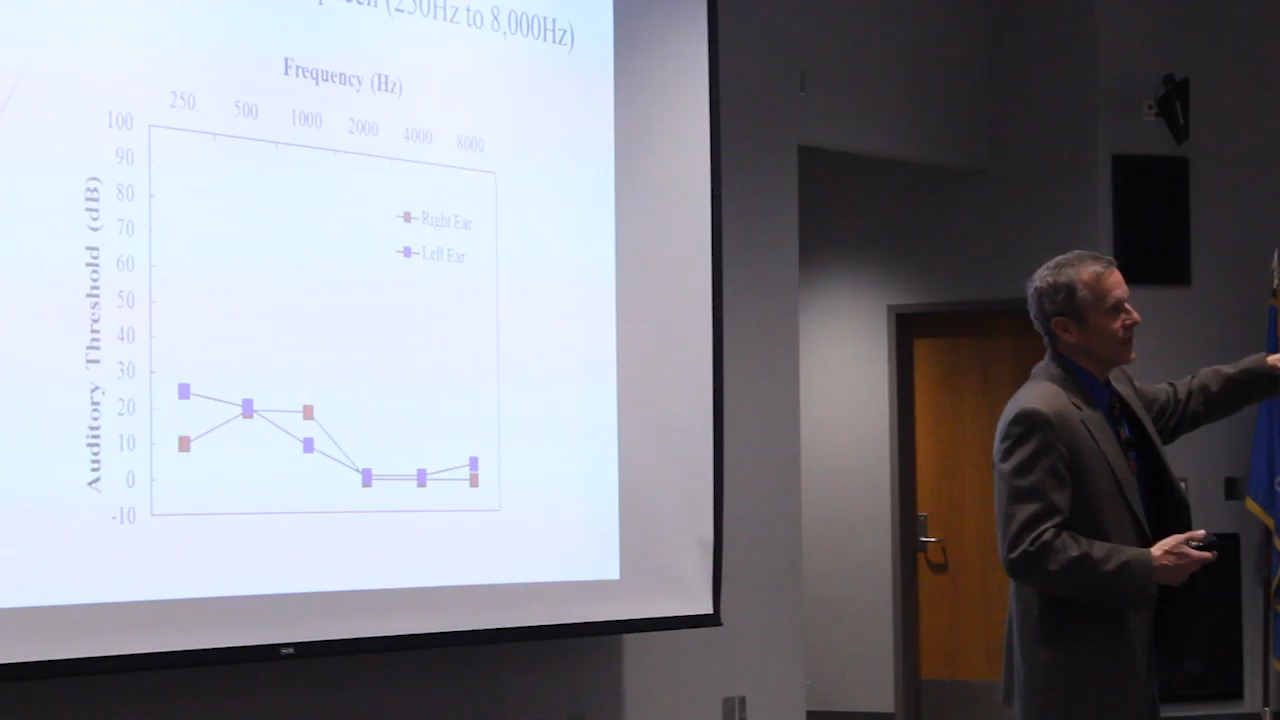 (250Hz to 8,000Hz)
Frequency (Hz)
250 500 1000 2000 4000 8000
Auditory Threshold (dB)
100
90
80
70
60
50
40
30
20
10
0
-10
Right Ear
Left Ear